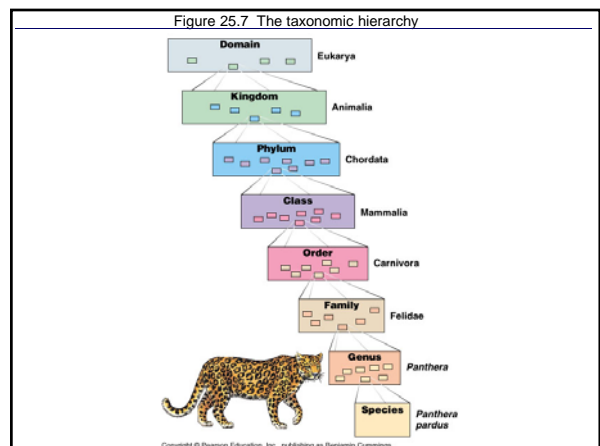 Figure 25.7 The taxonomic hierarchy
Domain
Eukarya
Kingdom
Animalia
Phylum
Chordata
Class
Mammalia
Order
Carnivora
Family
Felidae
Genus
Panthera
Species
Panthera
pardus
Copyright © Pearson Education, Inc., publishing as Benjamin Cummings